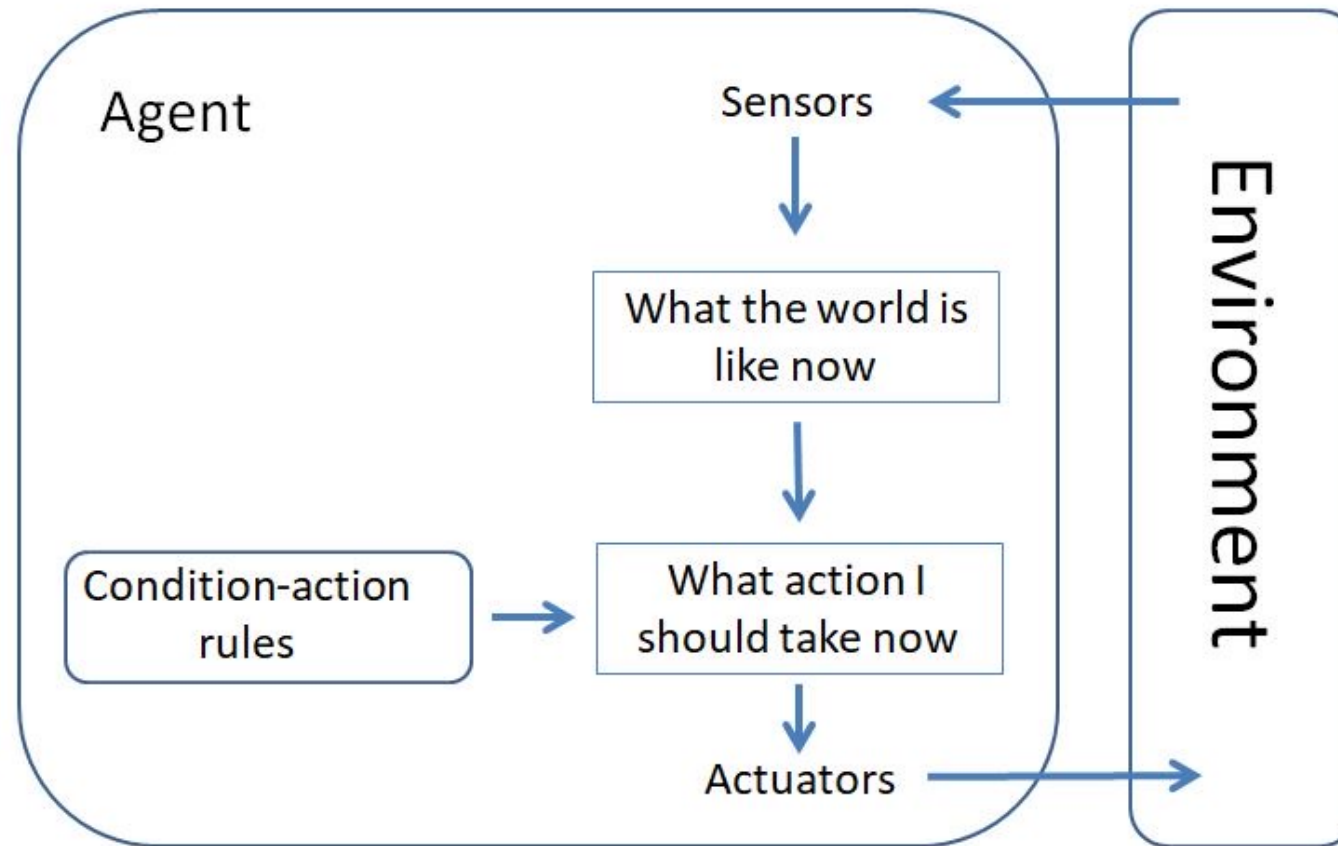 Agent
Sensors
Environment
What the world is
like now
Condition-action
rules
What action I
should take now
Actuators